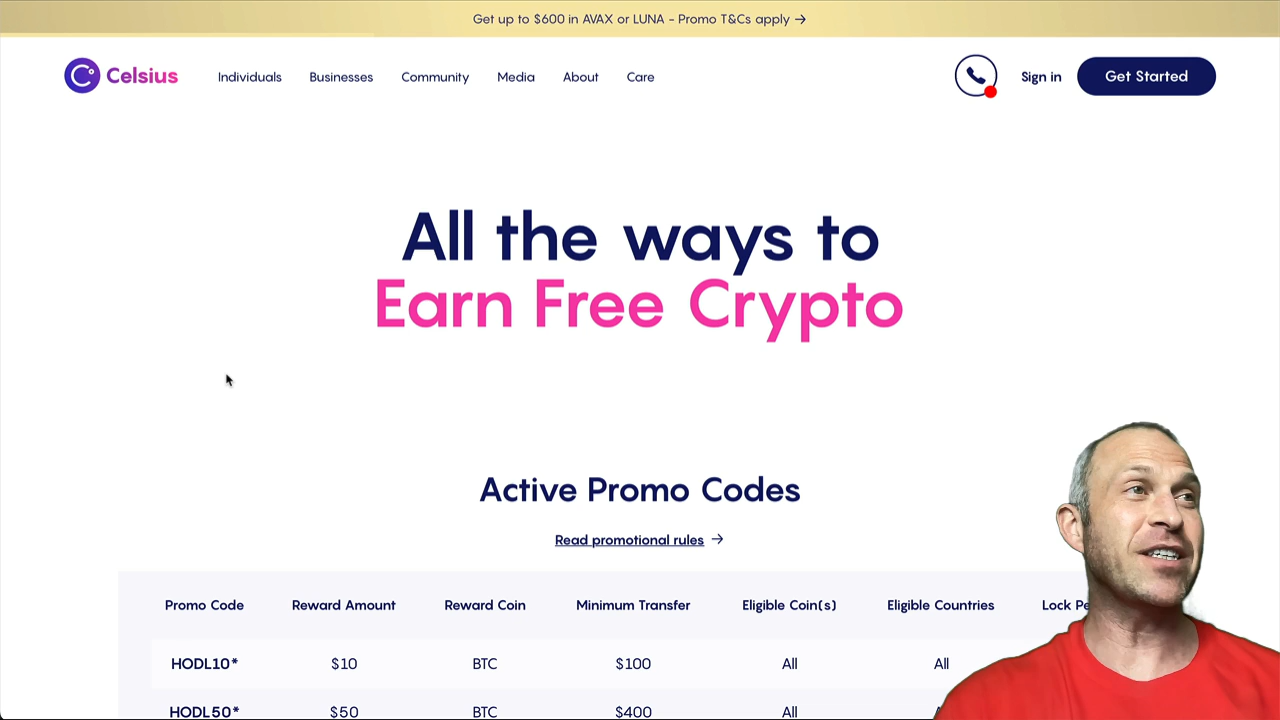 Get up to $600 in AVAX or LUNA - Promo T&Cs apply →
Celsius Individuals Businesses Community Media About Care Sign in Get Started
All the ways to
Earn Free Crypto
Active Promo Codes
Read promotional rules →
Promo Code Reward Amount Reward Coin Minimum Transfer Eligible Coin(s) Eligible Countries Lock Pe
HODL10* $10 BTC $100 All All
HODL50* $50 BTC $400 All